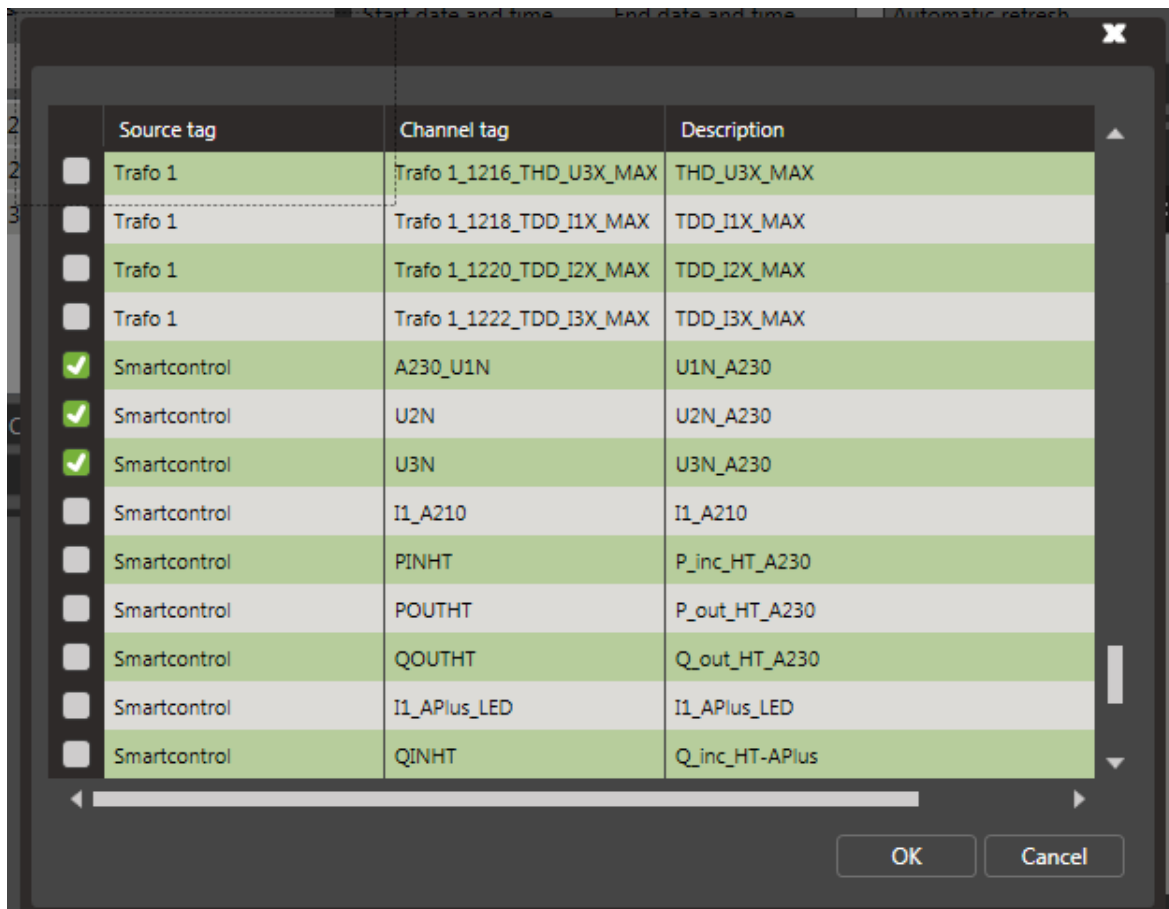 Start date and time End date and time Automatic refresh
Source tag Channel tag Description
2
2 Trafo 1 Trafo 1_1216_THD_U3X_MAX THD_U3X_MAX
3 Trafo 1 Trafo 1_1218_TDD_I1X_MAX TDD_I1X_MAX
Trafo 1 Trafo 1_1220_TDD_I2X_MAX TDD_I2X_MAX
Trafo 1 Trafo 1_1222_TDD_I3X_MAX TDD_I3X_MAX
Smartcontrol A230_U1N U1N_A230
Smartcontrol U2N U2N_A230
Smartcontrol U3N U3N_A230
Smartcontrol I1_A210 I1_A210
Smartcontrol PINHT P_inc_HT_A230
Smartcontrol POUTHT P_out_HT_A230
Smartcontrol QOUTHT Q_out_HT_A230
Smartcontrol I1_APlus_LED I1_APlus_LED
Smartcontrol QINHT Q_inc_HT-APlus
OK Cancel